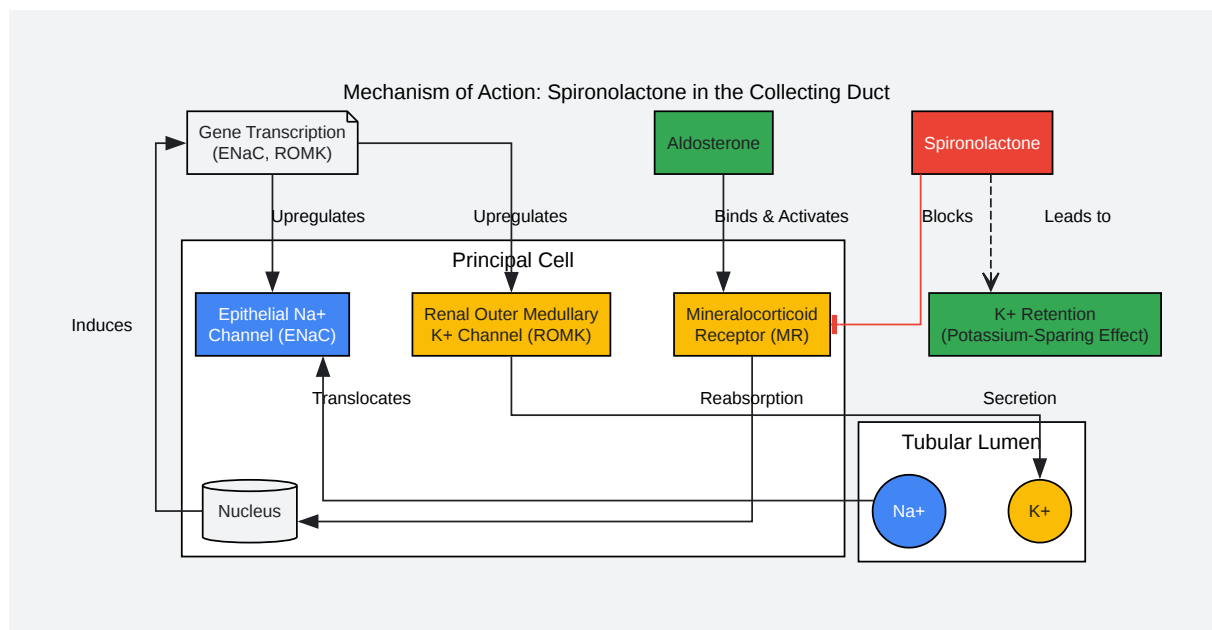 Mechanism of Action: Spironolactone in the Collecting Duct
Gene Transcription
(ENaC, ROMK)
Aldosterone
Spironolactone
Upregulates
Upregulates
Binds & Activates
Blocks
Leads to
Principal Cell
Epithelial Na+
Channel (ENaC)
Renal Outer Medullary
K+ Channel (ROMK)
Mineralocorticoid
Receptor (MR)
K+ Retention
(Potassium-Sparing Effect)
Induces
Translocates
Reabsorption
Secretion
Tubular Lumen
Nucleus
Na+
K+